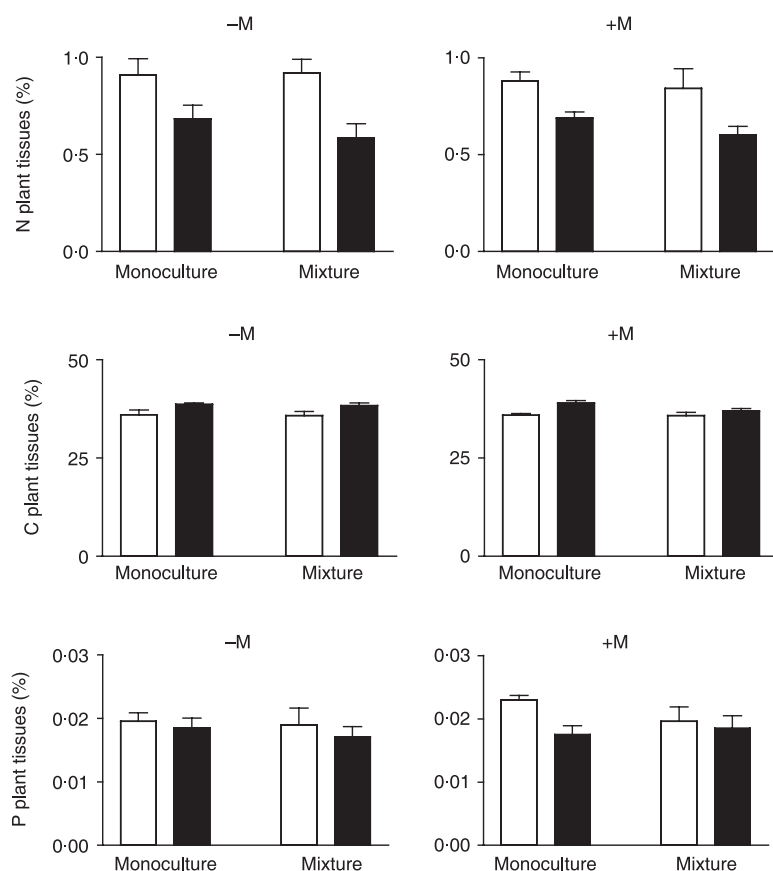 –M
+M
N plant tissues (%)
1·0
0·5
0·0
Monoculture
Mixture
1·0
0·5
0·0
Monoculture
Mixture
–M
+M
C plant tissues (%)
50
25
0
Monoculture
Mixture
50
25
0
Monoculture
Mixture
–M
+M
P plant tissues (%)
0·03
0·02
0·01
0·00
Monoculture
Mixture
0·03
0·02
0·01
0·00
Monoculture
Mixture